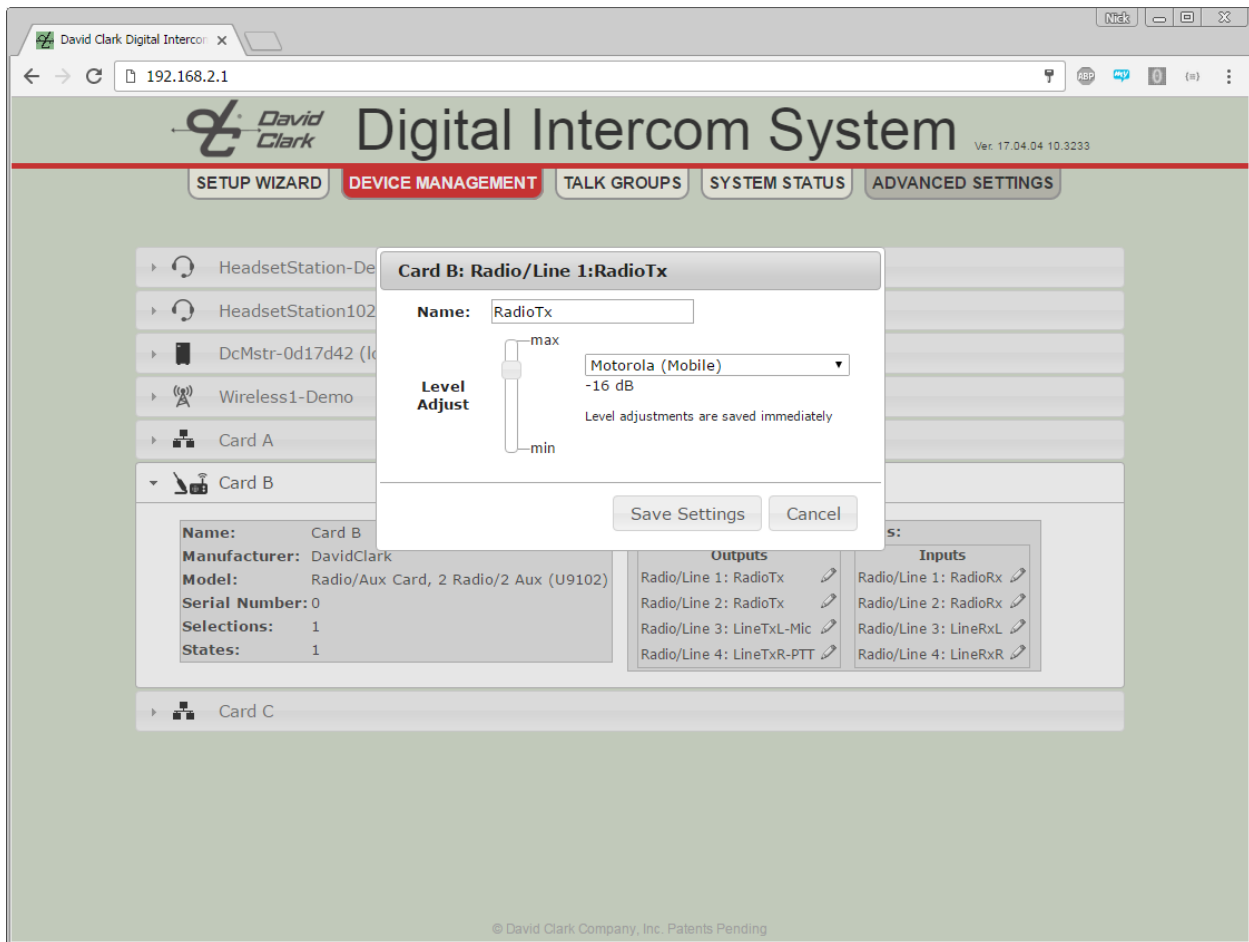 Nick
David Clark Digital Intercor
192.168.2.1
ABP
David
Clark
Digital Intercom System
Ver. 17.04.04 10.3233
SETUP WIZARD
DEVICE MANAGEMENT
TALK GROUPS
SYSTEM STATUS
ADVANCED SETTINGS
HeadsetStation-De
HeadsetStation102
DcMstr-0d17d42 (lo
Wireless1-Demo
Card A
Card B: Radio/Line 1:RadioTx
Name: RadioTx
max
Motorola (Mobile)
-16 dB
Level
Adjust
Level adjustments are saved immediately
min
Save Settings
Cancel
Card B
Name: Card B
Manufacturer: DavidClark
Model: Radio/Aux Card, 2 Radio/2 Aux (U9102)
Serial Number: 0
Selections: 1
States: 1
s:
Outputs
Radio/Line 1: RadioTx
Radio/Line 2: RadioTx
Radio/Line 3: LineTxL-Mic
Radio/Line 4: LineTxR-PTT
Inputs
Radio/Line 1: RadioRx
Radio/Line 2: RadioRx
Radio/Line 3: LineRxL
Radio/Line 4: LineRxR
Card C
© David Clark Company, Inc. Patents Pending